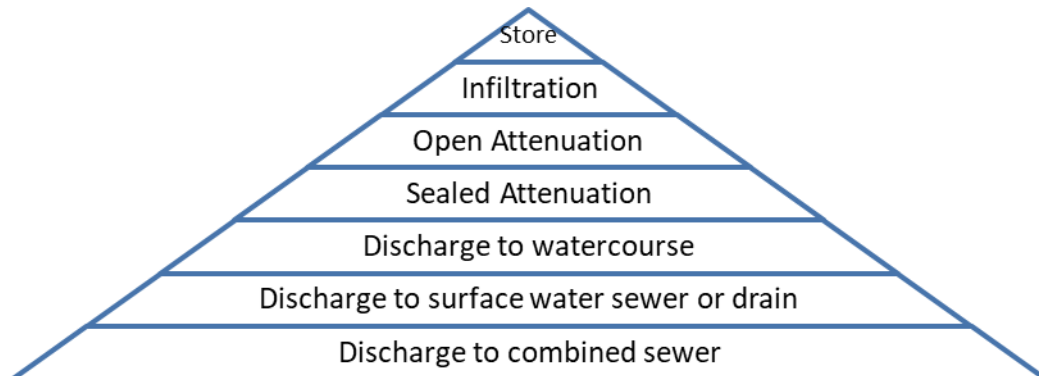 Store
Infiltration
Open Attenuation
Sealed Attenuation
Discharge to watercourse
Discharge to surface water sewer or drain
Discharge to combined sewer